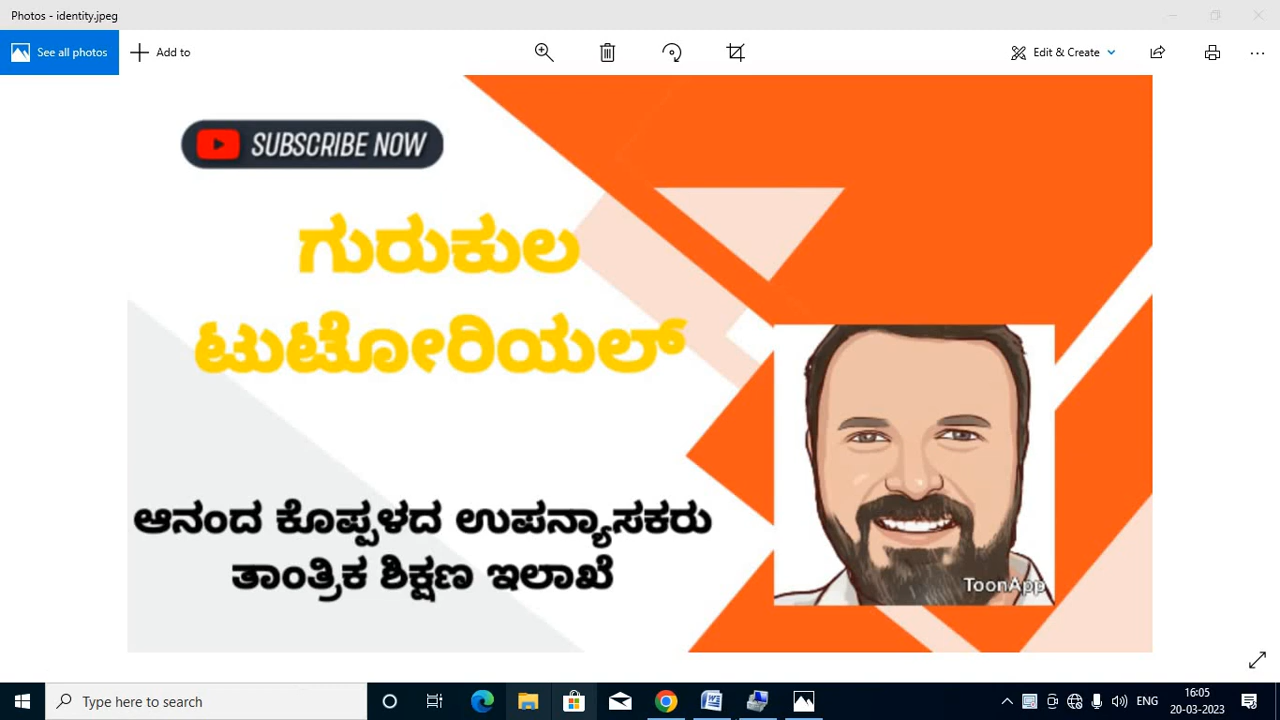 Photos - identity.jpeg
See all photos
Add to
Edit & Create
SUBSCRIBE NOW
ಗುರುಕುಲ
ಟುಟೋರಿಯಲ್
ಆನಂದ ಕೊಪ್ಪಳದ ಉಪನ್ಯಾಸಕರು
ತಾಂತ್ರಿಕ ಶಿಕ್ಷಣ ಇಲಾಖೆ
ToonApp
Type here to search
ENG
16:05
20-03-2023